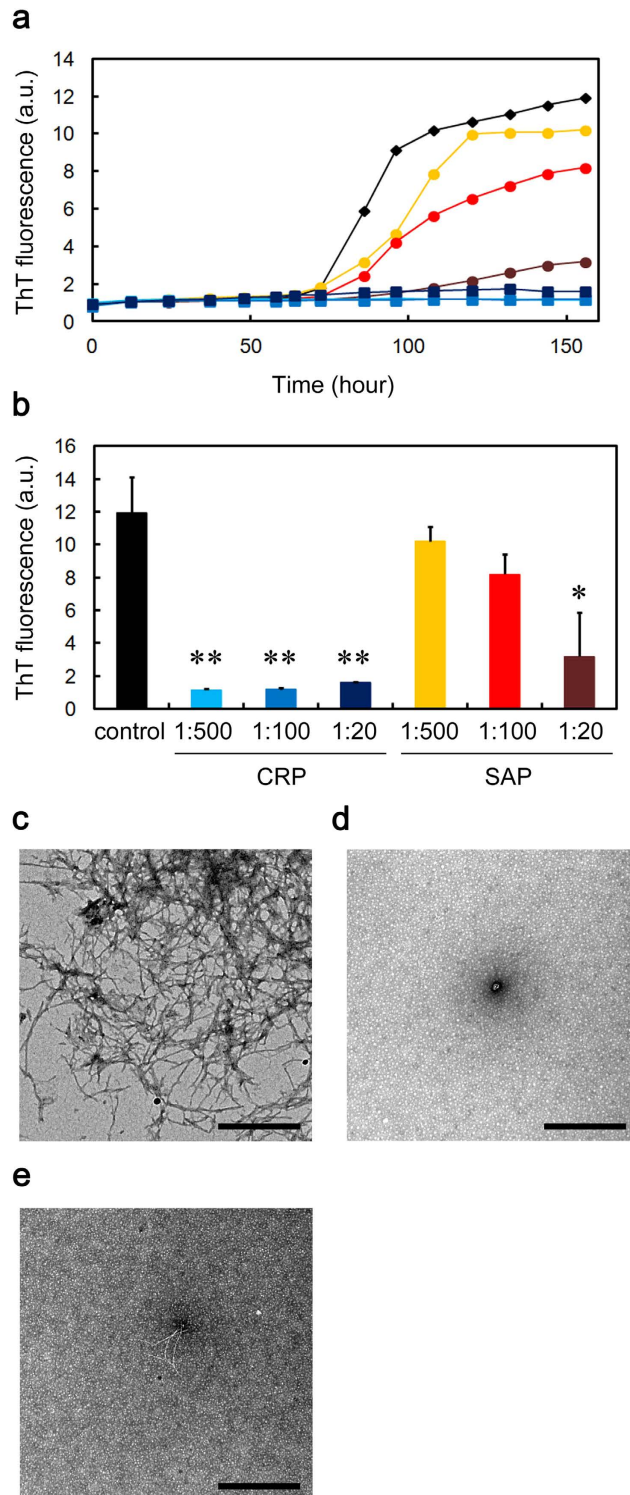 a
ThT fluorescence (a.u.)
14
12
10
8
6
4
2
0
0 50 100 150
Time (hour)
b
ThT fluorescence (a.u.)
16
14
12
10
8
6
4
2
0
** ** ** *
control 1:500 1:100 1:20 1:500 1:100 1:20
CRP SAP
c d
e